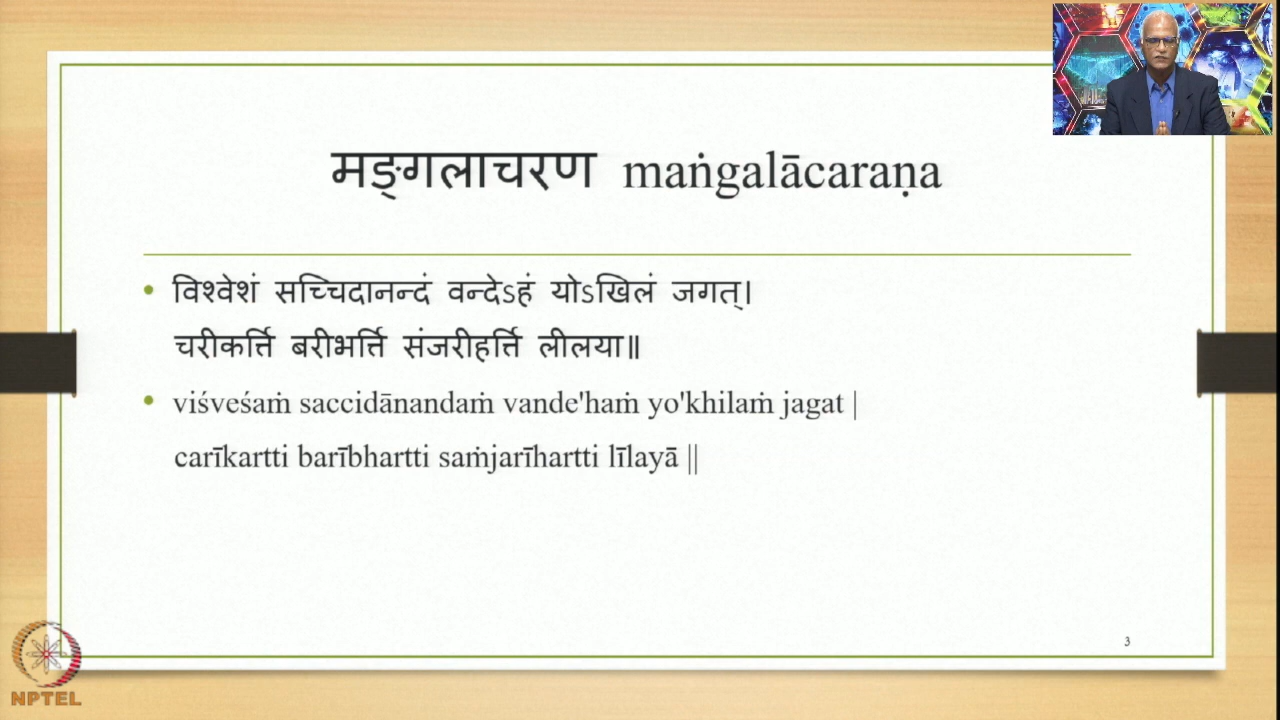 मङ्गलाचरण maṅgalācaraṇa
• विश्वेशं सच्चिदानन्दं वन्देऽहं योऽखिलं जगत्।
चरीकर्त्ति बरीभर्त्ति संजरीहर्त्ति लीलया॥
• viśveśaṁ saccidānandaṁ vande'haṁ yo'khilaṁ jagat |
carīkartti barībhartti saṁjarīhartti līlayā ||
3
NPTEL